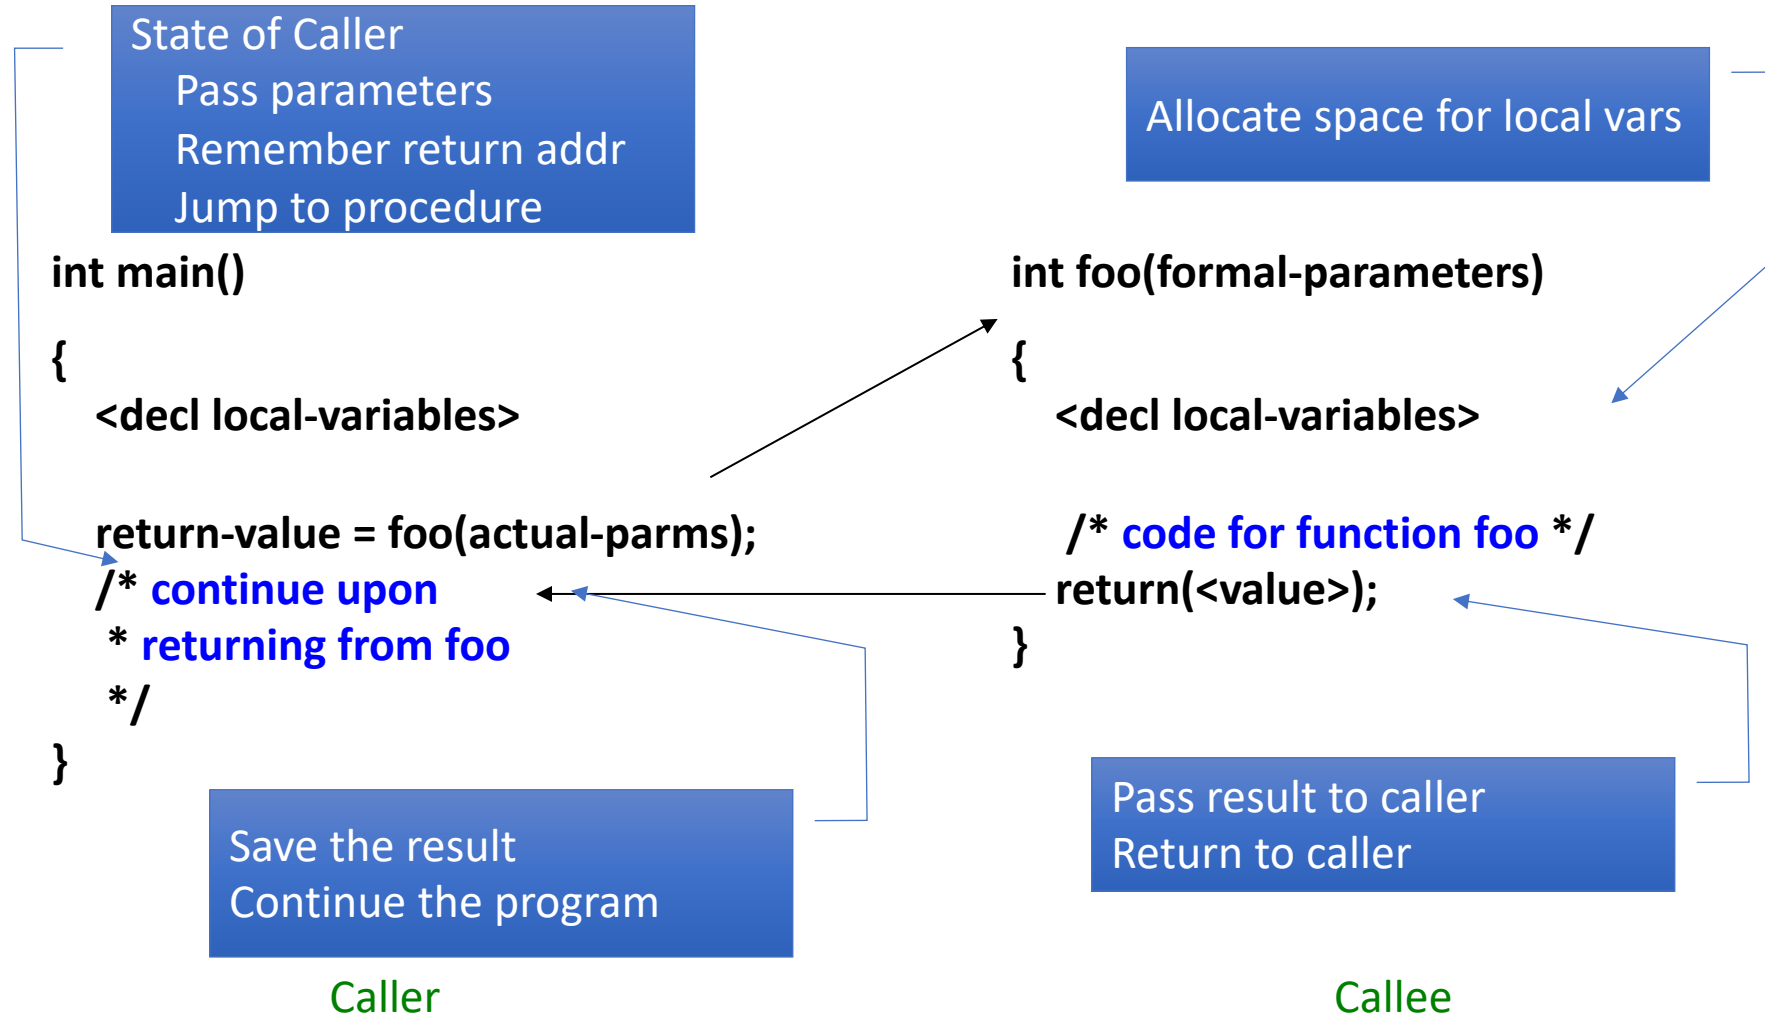 State of Caller
Pass parameters
Remember return addr
Jump to procedure
int main()
{
<decl local-variables>
return-value = foo(actual-parms);
/* continue upon
* returning from foo
*/
}
Save the result
Continue the program
Caller
Allocate space for local vars
int foo(formal-parameters)
{
<decl local-variables>
/* code for function foo */
return(<value>);
}
Pass result to caller
Return to caller
Callee